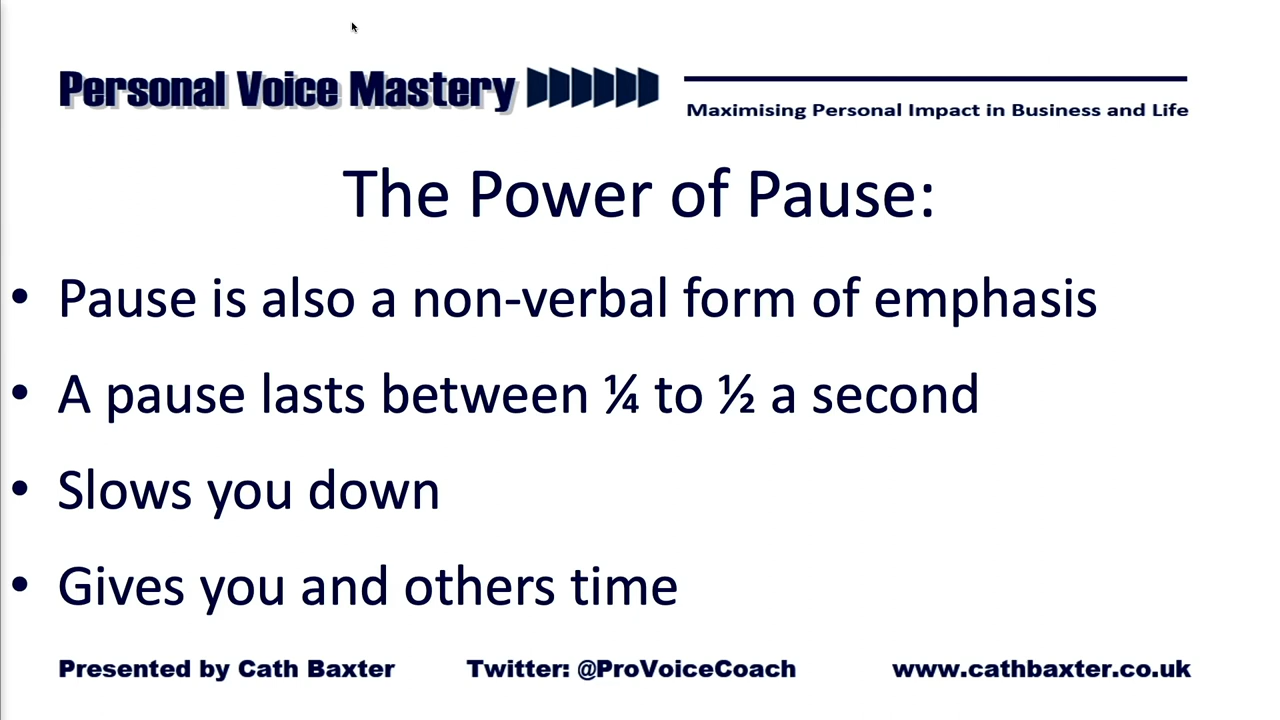 Personal Voice Mastery
Maximising Personal Impact in Business and Life
The Power of Pause:
• Pause is also a non-verbal form of emphasis
• A pause lasts between ¼ to ½ a second
• Slows you down
• Gives you and others time
Presented by Cath Baxter Twitter: @ProVoiceCoach www.cathbaxter.co.uk